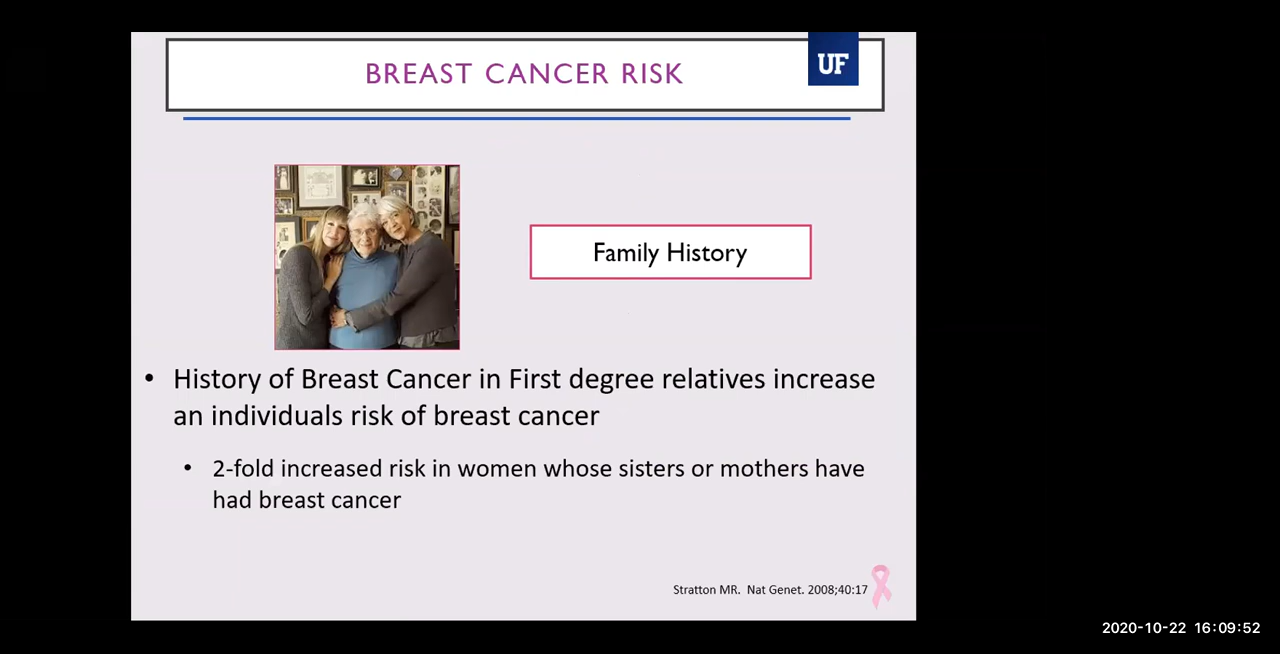 BREAST CANCER RISK
UF
Family History
• History of Breast Cancer in First degree relatives increase
an individuals risk of breast cancer
• 2-fold increased risk in women whose sisters or mothers have
had breast cancer
Stratton MR. Nat Genet. 2008;40:17
2020-10-22 16:09:52